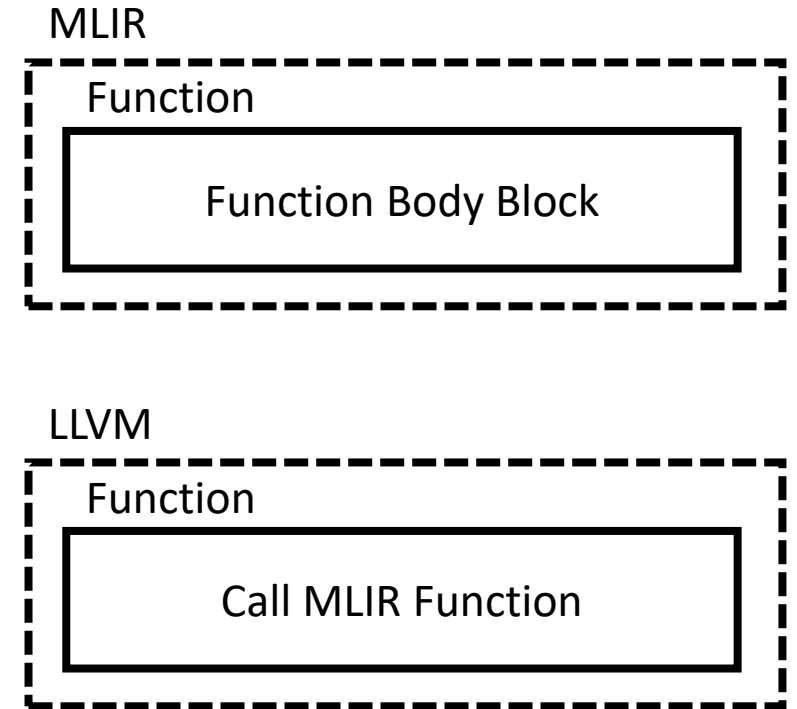 MLIR
Function
Function Body Block
LLVM
Function
Call MLIR Function